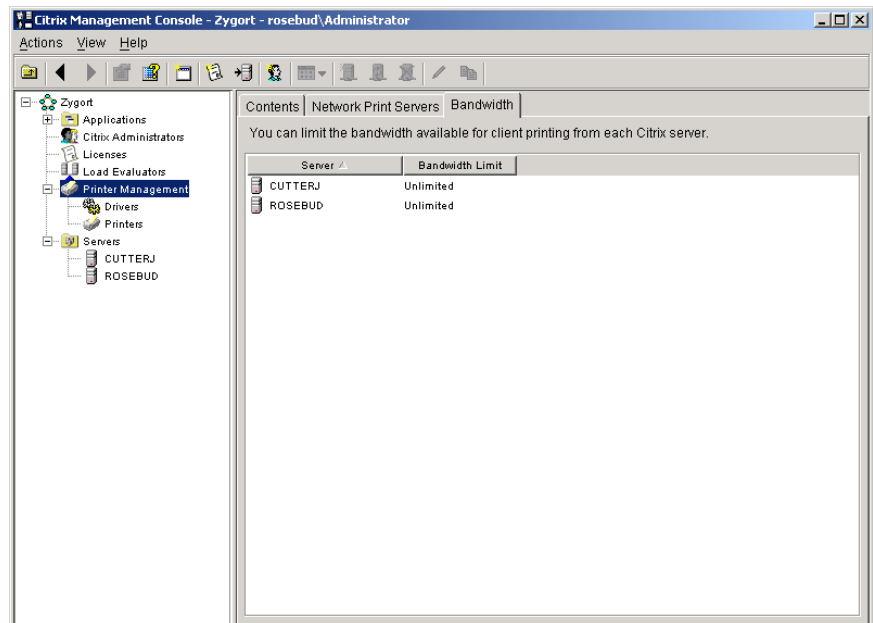 Citrix Management Console - Zygort - rosebud\Administrator
Actions View Help
Zygort
Applications
Citrix Administrators
Licenses
Load Evaluators
Printer Management
Drivers
Printers
Servers
CUTTERJ
ROSEBUD
Contents Network Print Servers Bandwidth
You can limit the bandwidth available for client printing from each Citrix server.
Server Bandwidth Limit
CUTTERJ Unlimited
ROSEBUD Unlimited